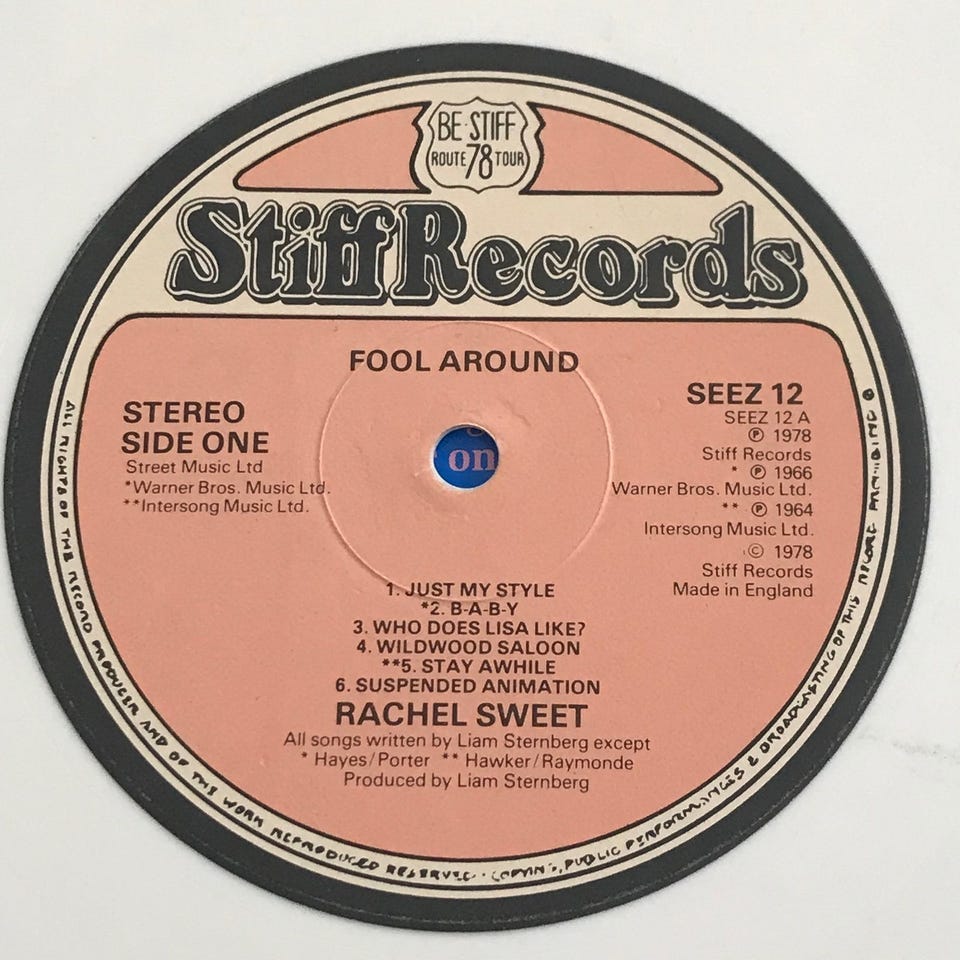 BE·STIFF
ROUTE 78 TOUR
Stiff Records
FOOL AROUND
STEREO
SIDE ONE
Street Music Ltd
*Warner Bros. Music Ltd.
**Intersong Music Ltd.
SEEZ 12
SEEZ 12 A
℗ 1978
Stiff Records
* ℗ 1966
Warner Bros. Music Ltd.
** ℗ 1964
Intersong Music Ltd.
© 1978
Stiff Records
Made in England
on
1. JUST MY STYLE
*2. B-A-B-Y
3. WHO DOES LISA LIKE?
4. WILDWOOD SALOON
**5. STAY AWHILE
6. SUSPENDED ANIMATION
RACHEL SWEET
All songs written by Liam Sternberg except
* Hayes/Porter ** Hawker/Raymonde
Produced by Liam Sternberg
ALL RIGHTS OF THE RECORD PRODUCER AND OF THIS WORK REPRODUCED RESERVED · COPYING, PUBLIC PERFORMANCES & BROADCASTING OF THIS RECORD PROHIBITED